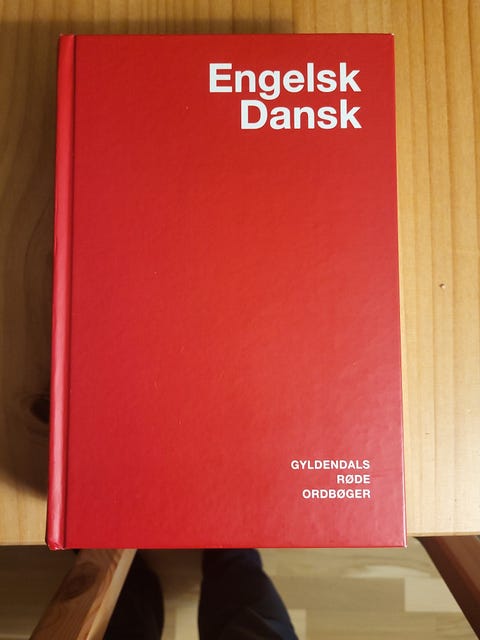 Engelsk
Dansk
GYLDENDALS
RØDE
ORDBØGER